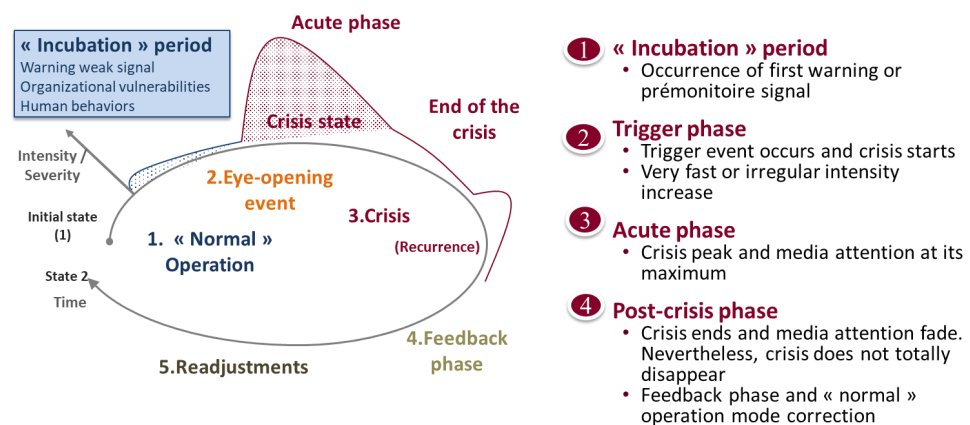 Acute phase
« Incubation » period
Warning weak signal
Organizational vulnerabilities
Human behaviors
Crisis state
End of the
crisis
Intensity /
Severity
2.Eye-opening
event
Initial state
(1)
3.Crisis
(Recurrence)
1. « Normal »
Operation
State 2
Time
4.Feedback
phase
5.Readjustments
1
« Incubation » period
• Occurrence of first warning or
prémonitoire signal
2
Trigger phase
• Trigger event occurs and crisis starts
• Very fast or irregular intensity
increase
3
Acute phase
• Crisis peak and media attention at its
maximum
4
Post-crisis phase
• Crisis ends and media attention fade.
Nevertheless, crisis does not totally
disappear
• Feedback phase and « normal »
operation mode correction